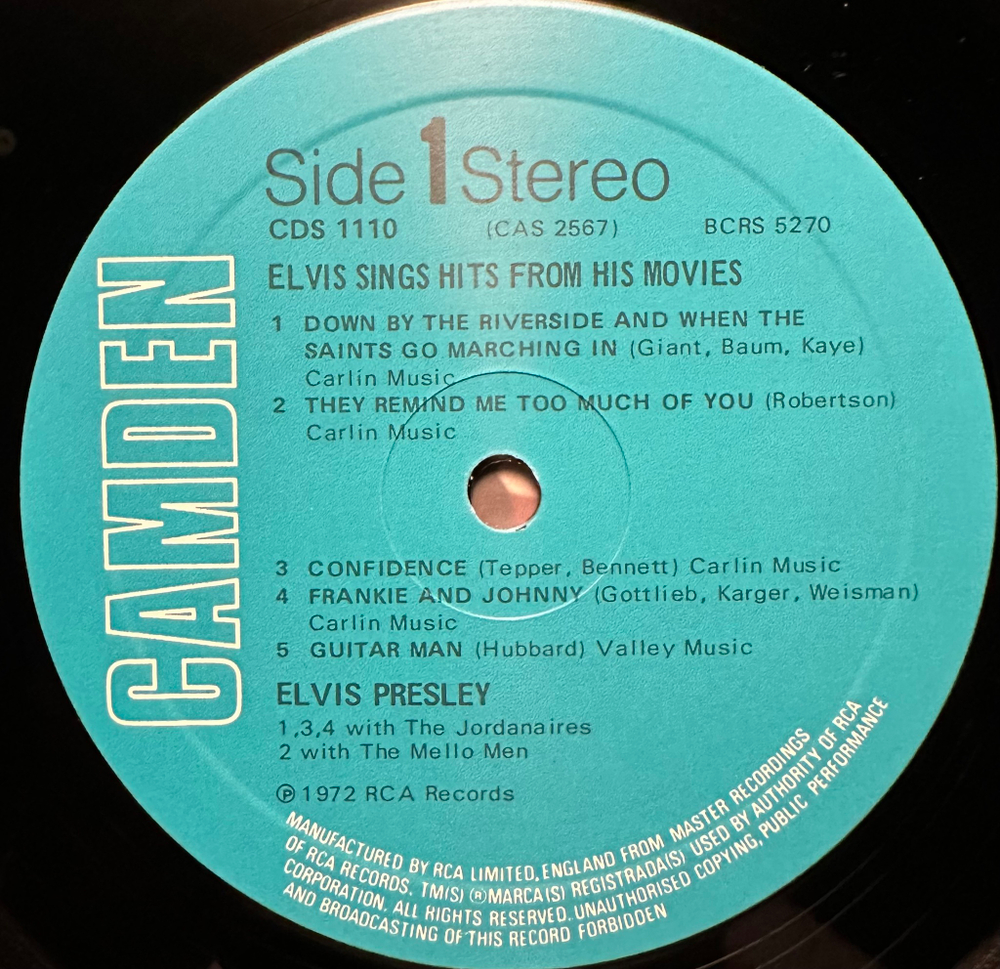 CAMDEN
Side 1 Stereo
CDS 1110 (CAS 2567) BCRS 5270
ELVIS SINGS HITS FROM HIS MOVIES
1 DOWN BY THE RIVERSIDE AND WHEN THE
SAINTS GO MARCHING IN (Giant, Baum, Kaye)
Carlin Music
2 THEY REMIND ME TOO MUCH OF YOU (Robertson)
Carlin Music
3 CONFIDENCE (Tepper, Bennett) Carlin Music
4 FRANKIE AND JOHNNY (Gottlieb, Karger, Weisman)
Carlin Music
5 GUITAR MAN (Hubbard) Valley Music
ELVIS PRESLEY
1,3,4 with The Jordanaires
2 with The Mello Men
℗ 1972 RCA Records
MANUFACTURED BY RCA LIMITED, ENGLAND FROM MASTER RECORDINGS
OF RCA RECORDS. TM(S) ® MARCA(S) REGISTRADA(S) USED BY AUTHORITY OF RCA
CORPORATION. ALL RIGHTS RESERVED. UNAUTHORISED COPYING, PUBLIC PERFORMANCE
AND BROADCASTING OF THIS RECORD FORBIDDEN